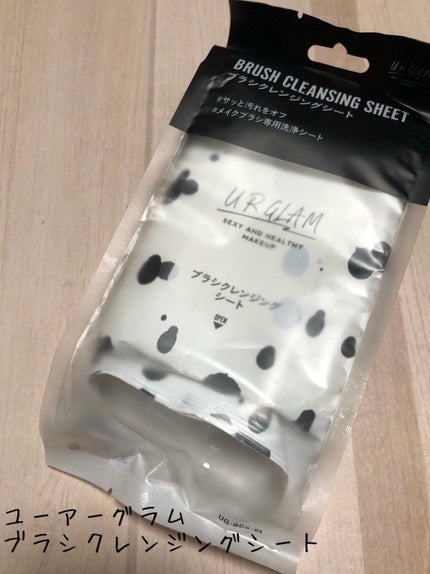 URGLAM
BRUSH CLEANSING SHEET
ブラシクレンジングシート
#サッと汚れをオフ
#メイクブラシ専用洗浄シート
URGLAM
SEXY AND HEALTHY
MAKEUP
ブラシクレンジング
シート
OPEN
ユーアーグラム
ブラシクレンジングシート